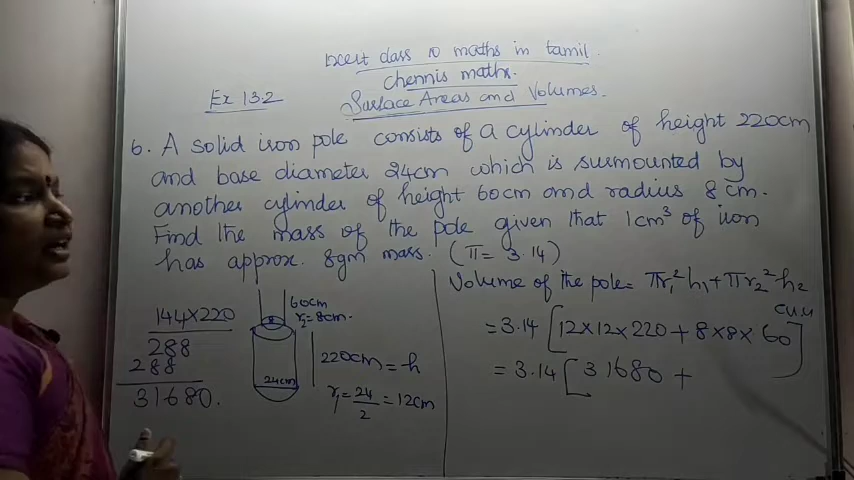 ncert class 10 maths in tamil
chennis maths.
Ex 13.2
Surface Areas and Volumes.
6. A solid iron pole consists of a cylinder of height 220cm
and base diameter 24cm which is surmounted by
another cylinder of height 60cm and radius 8cm.
Find the mass of the pole given that 1cm³ of iron
has approx. 8gm mass. (π = 3.14)
Volume of the pole = πr₁²h₁ + πr₂²h₂
cu.u
= 3.14 [12×12×220 + 8×8×60]
= 3.14 [31680 +
144×220
288
288
31680.
60cm
r₂=8cm.
8
220cm = h
24cm
r₁ = 24/2 = 12cm